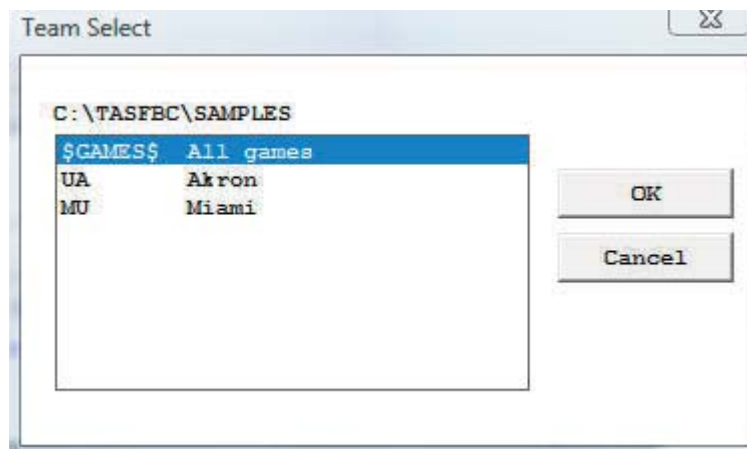 Team Select
C:\TASFBC\SAMPLES
$GAMES$ All games
UA Akron
MU Miami
OK
Cancel